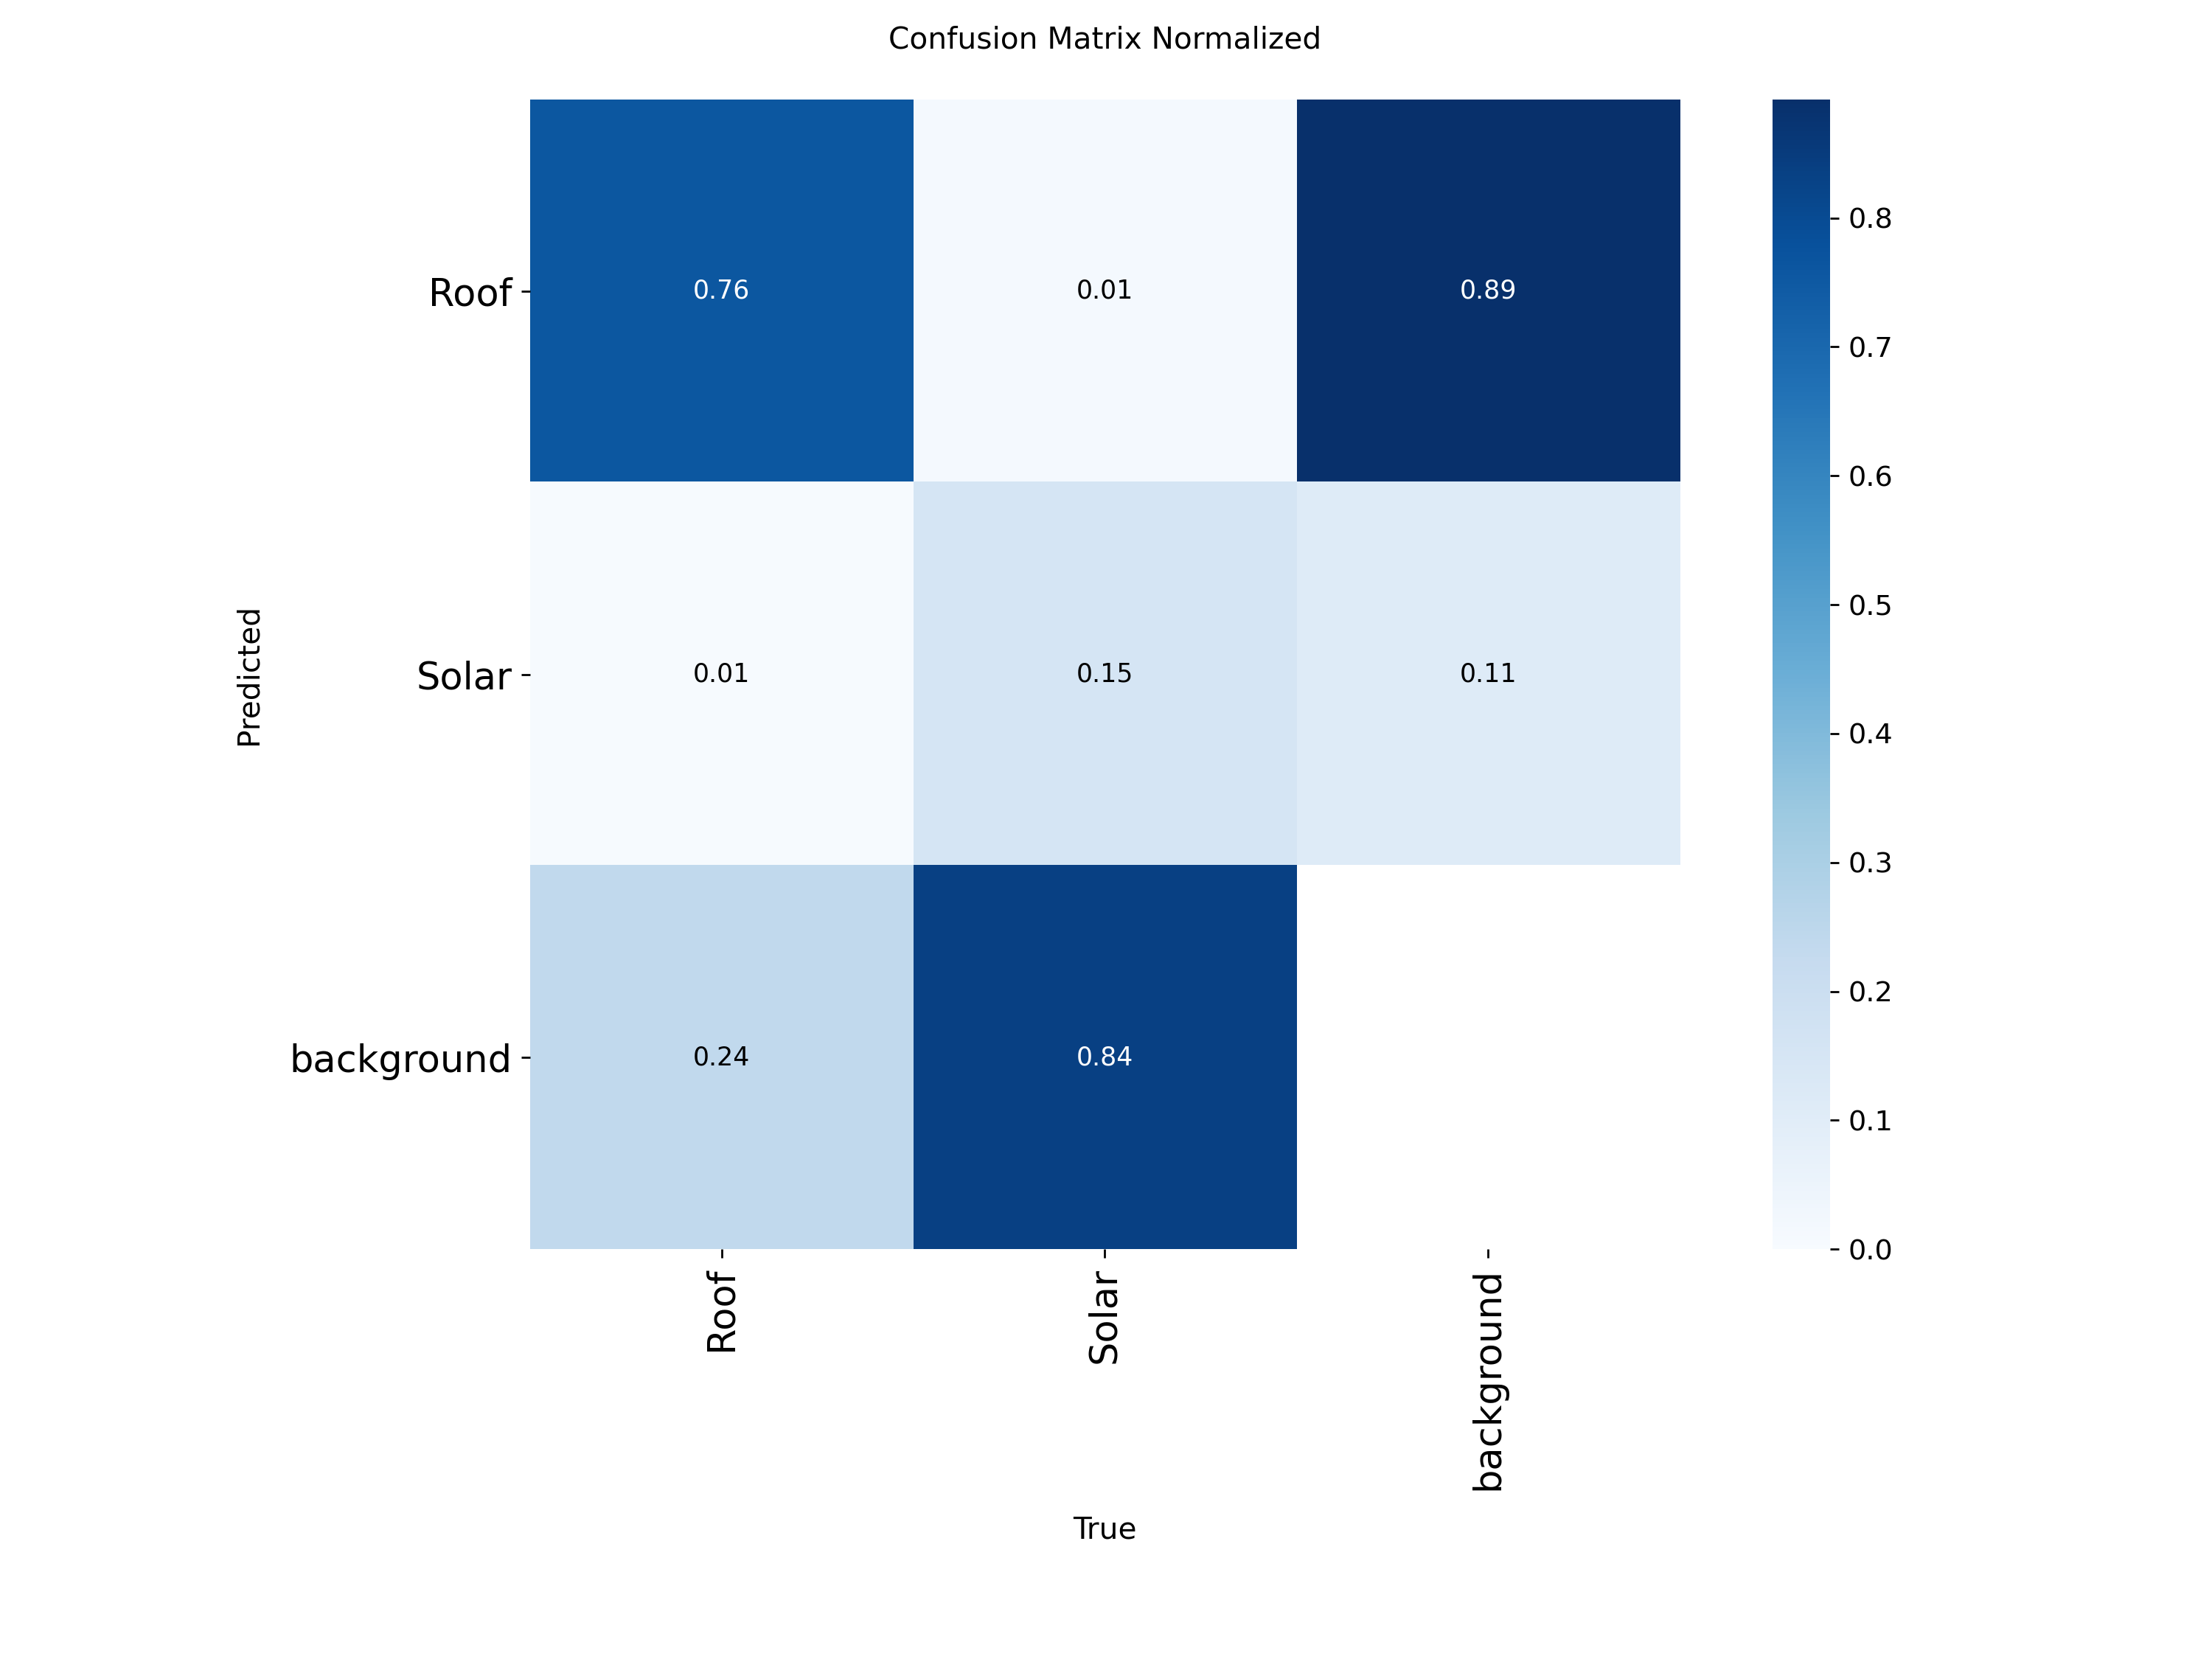 Confusion Matrix Normalized
Predicted
Roof
0.76
0.01
0.89
Solar
0.01
0.15
0.11
background
0.24
0.84
Roof
Solar
background
True
0.8
0.7
0.6
0.5
0.4
0.3
0.2
0.1
0.0